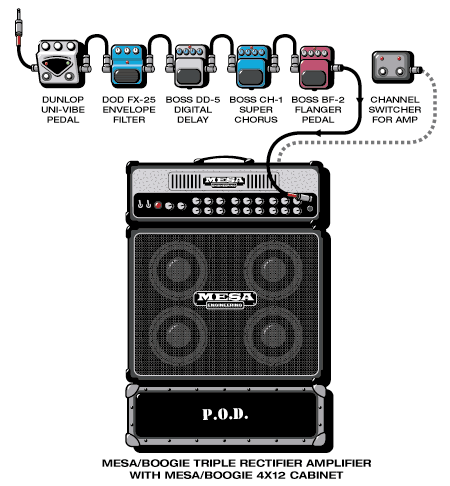 DUNLOP
UNI-VIBE
PEDAL
DOD FX-25
ENVELOPE
FILTER
BOSS DD-5
DIGITAL
DELAY
BOSS CH-1
SUPER
CHORUS
BOSS BF-2
FLANGER
PEDAL
CHANNEL
SWITCHER
FOR AMP
MESA
ENGINEERING
MESA
ENGINEERING
P.O.D.
MESA/BOOGIE TRIPLE RECTIFIER AMPLIFIER
WITH MESA/BOOGIE 4X12 CABINET